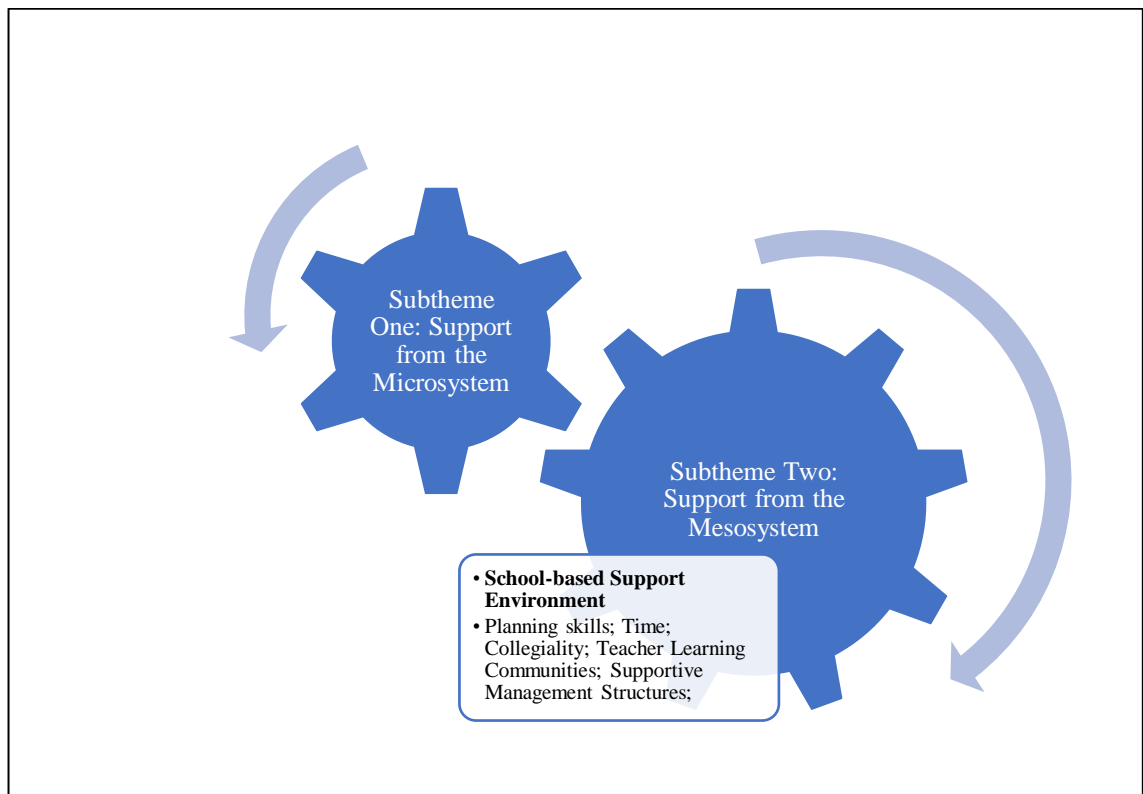 Subtheme
One: Support
from the
Microsystem
Subtheme Two:
Support from the
Mesosystem
• School-based Support
Environment
• Planning skills; Time;
Collegiality; Teacher Learning
Communities; Supportive
Management Structures;